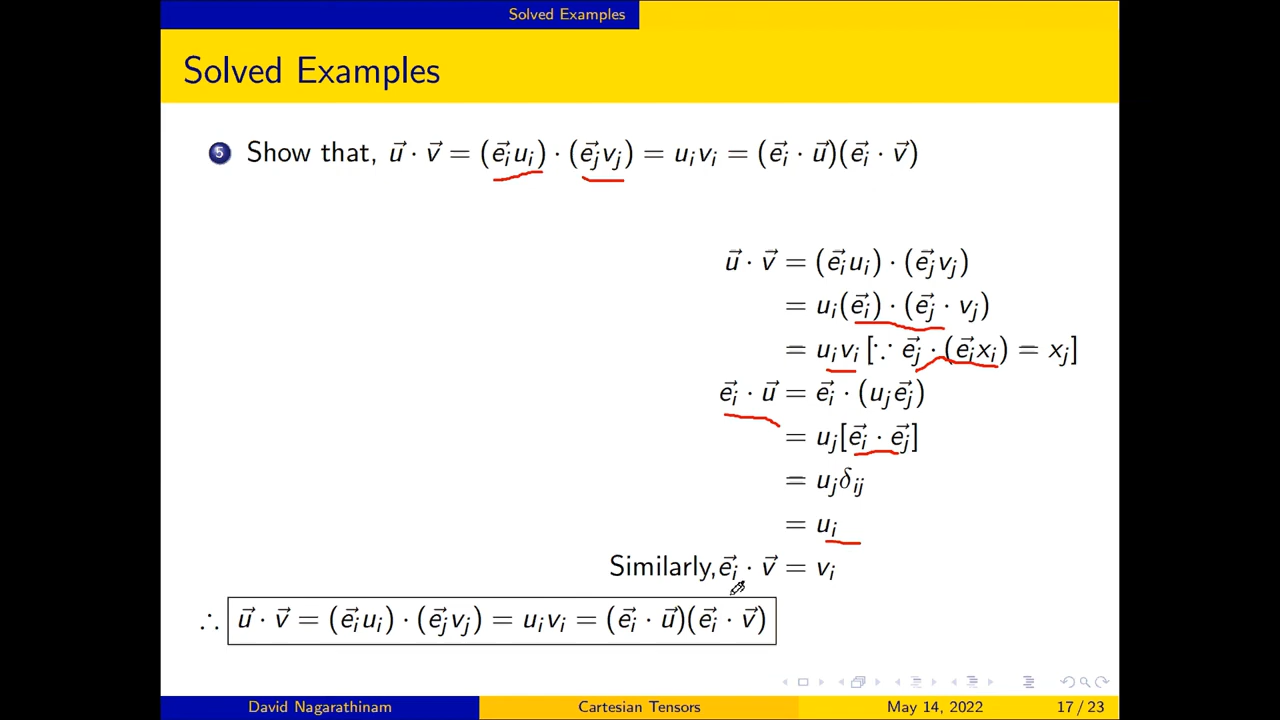 Solved Examples
Solved Examples
5 Show that, u⃗ · v⃗ = (e⃗ᵢuᵢ) · (e⃗ⱼvⱼ) = uᵢvᵢ = (e⃗ᵢ · u⃗)(e⃗ᵢ · v⃗)
u⃗ · v⃗ = (e⃗ᵢuᵢ) · (e⃗ⱼvⱼ)
= uᵢ(e⃗ᵢ) · (e⃗ⱼ · vⱼ)
= uᵢvᵢ [∵ e⃗ⱼ · (e⃗ᵢxᵢ) = xⱼ]
e⃗ᵢ · u⃗ = e⃗ᵢ · (uⱼe⃗ⱼ)
= uⱼ[e⃗ᵢ · e⃗ⱼ]
= uⱼδᵢⱼ
= uᵢ
Similarly,e⃗ᵢ · v⃗ = vᵢ
∴ u⃗ · v⃗ = (e⃗ᵢuᵢ) · (e⃗ⱼvⱼ) = uᵢvᵢ = (e⃗ᵢ · u⃗)(e⃗ᵢ · v⃗)
David Nagarathinam Cartesian Tensors May 14, 2022 17 / 23